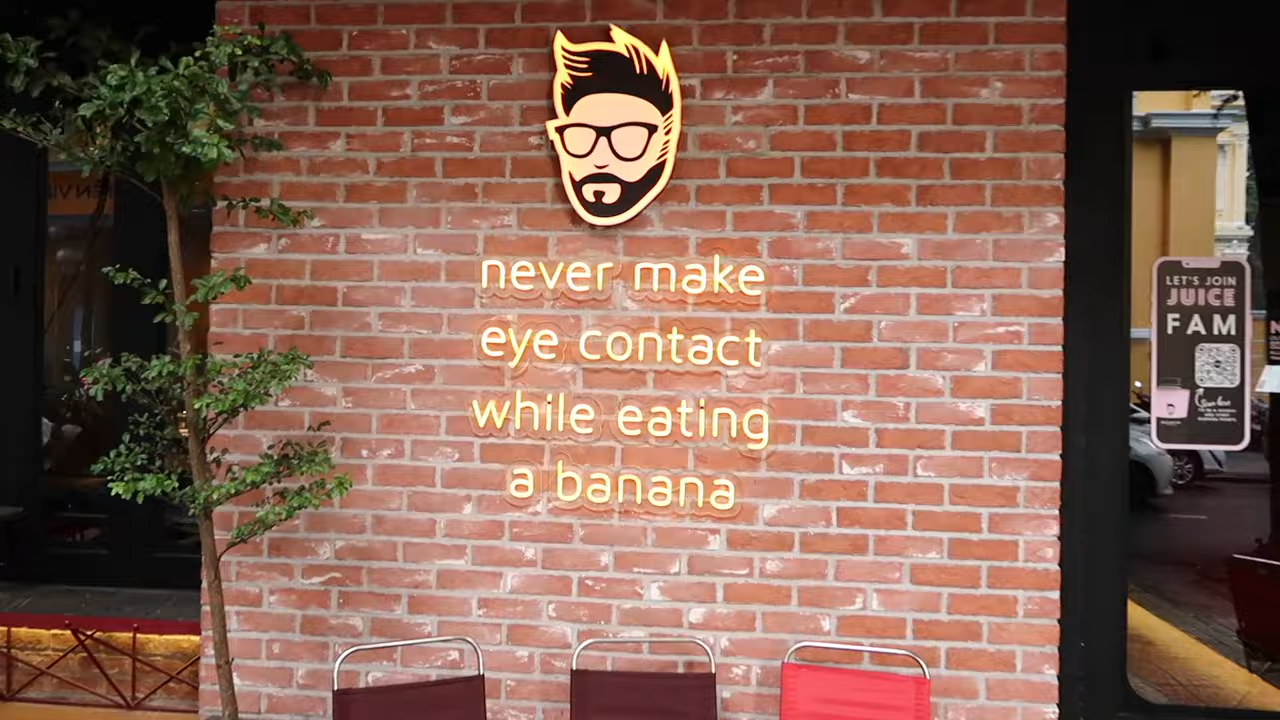 never make
eye contact
while eating
a banana
LET'S JOIN
JUICE
FAM